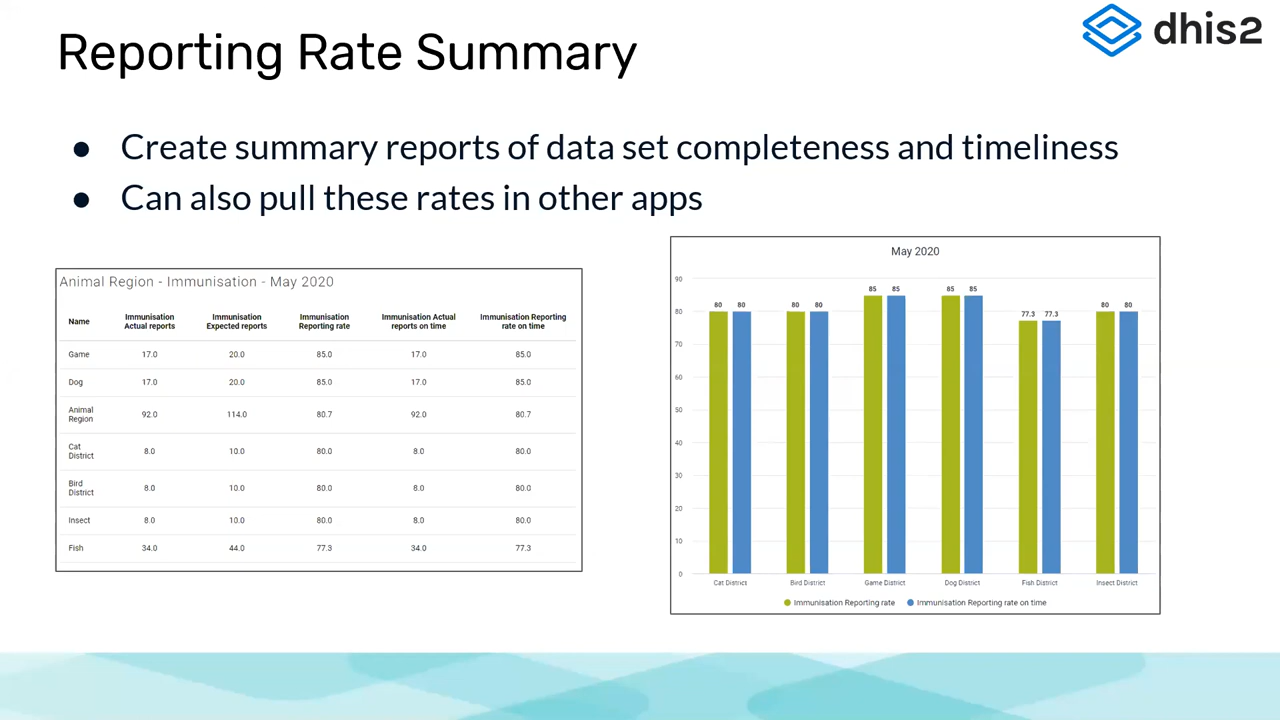 Reporting Rate Summary
dhis2
● Create summary reports of data set completeness and timeliness
● Can also pull these rates in other apps
Animal Region - Immunisation - May 2020
Name Immunisation Actual reports Immunisation Expected reports Immunisation Reporting rate Immunisation Actual reports on time Immunisation Reporting rate on time
Game 17.0 20.0 85.0 17.0 85.0
Dog 17.0 20.0 85.0 17.0 85.0
Animal Region 92.0 114.0 80.7 92.0 80.7
Cat District 8.0 10.0 80.0 8.0 80.0
Bird District 8.0 10.0 80.0 8.0 80.0
Insect 8.0 10.0 80.0 8.0 80.0
Fish 34.0 44.0 77.3 34.0 77.3
May 2020
90
80
70
60
50
40
30
20
10
0
80 80 80 80 85 85 85 85 77.3 77.3 80 80
Cat District Bird District Game District Dog District Fish District Insect District
Immunisation Reporting rate Immunisation Reporting rate on time